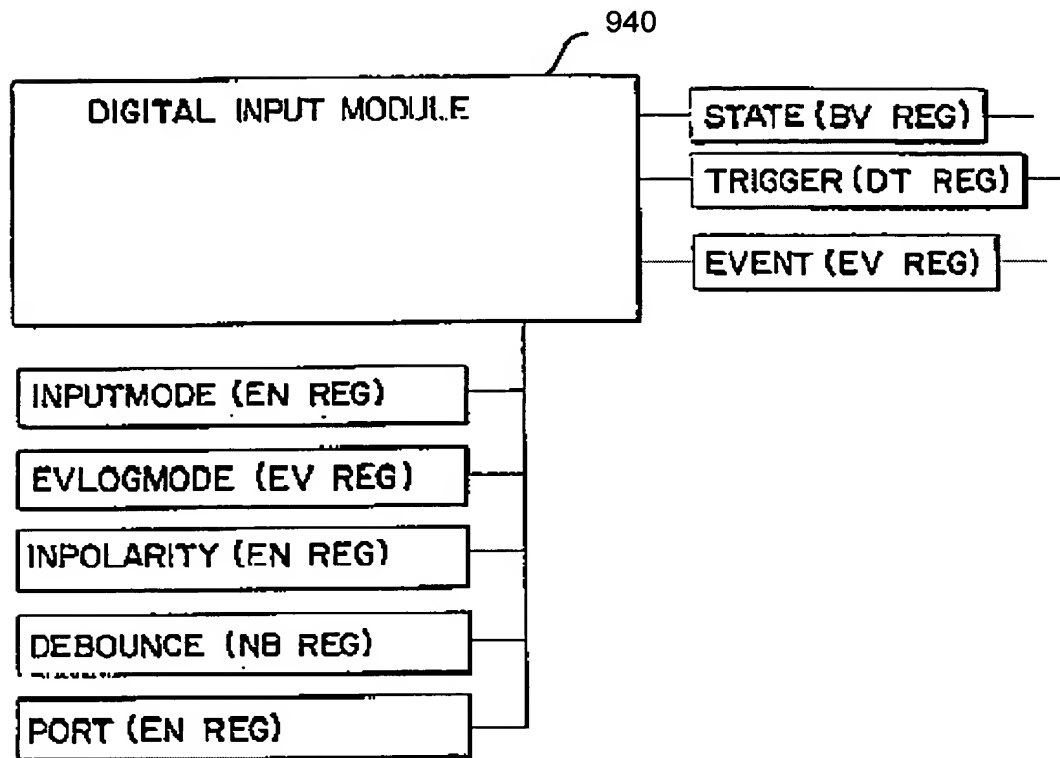 940
DIGITAL INPUT MODULE
STATE (BV REG)
TRIGGER (DT REG)
EVENT (EV REG)
INPUTMODE (EN REG)
EVLOGMODE (EV REG)
INPOLARITY (EN REG)
DEBOUNCE (NB REG)
PORT (EN REG)